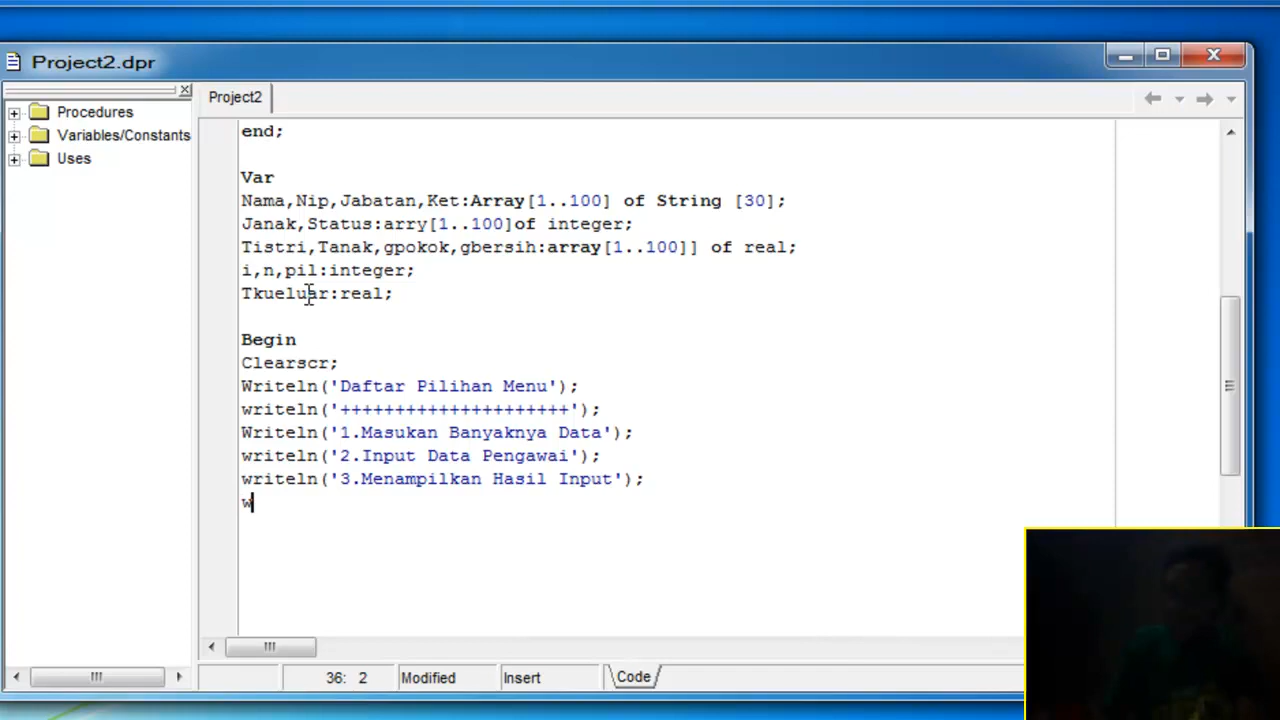 Project2.dpr
Procedures
Variables/Constants
Uses
Project2
end;
Var
Nama,Nip,Jabatan,Ket:Array[1..100] of String [30];
Janak,Status:arry[1..100]of integer;
Tistri,Tanak,gpokok,gbersih:array[1..100]] of real;
i,n,pil:integer;
Tkueluar:real;
Begin
Clearscr;
Writeln('Daftar Pilihan Menu');
writeln('+++++++++++++++++++++');
Writeln('1.Masukan Banyaknya Data');
writeln('2.Input Data Pengawai');
writeln('3.Menampilkan Hasil Input');
w
36: 2 Modified Insert Code